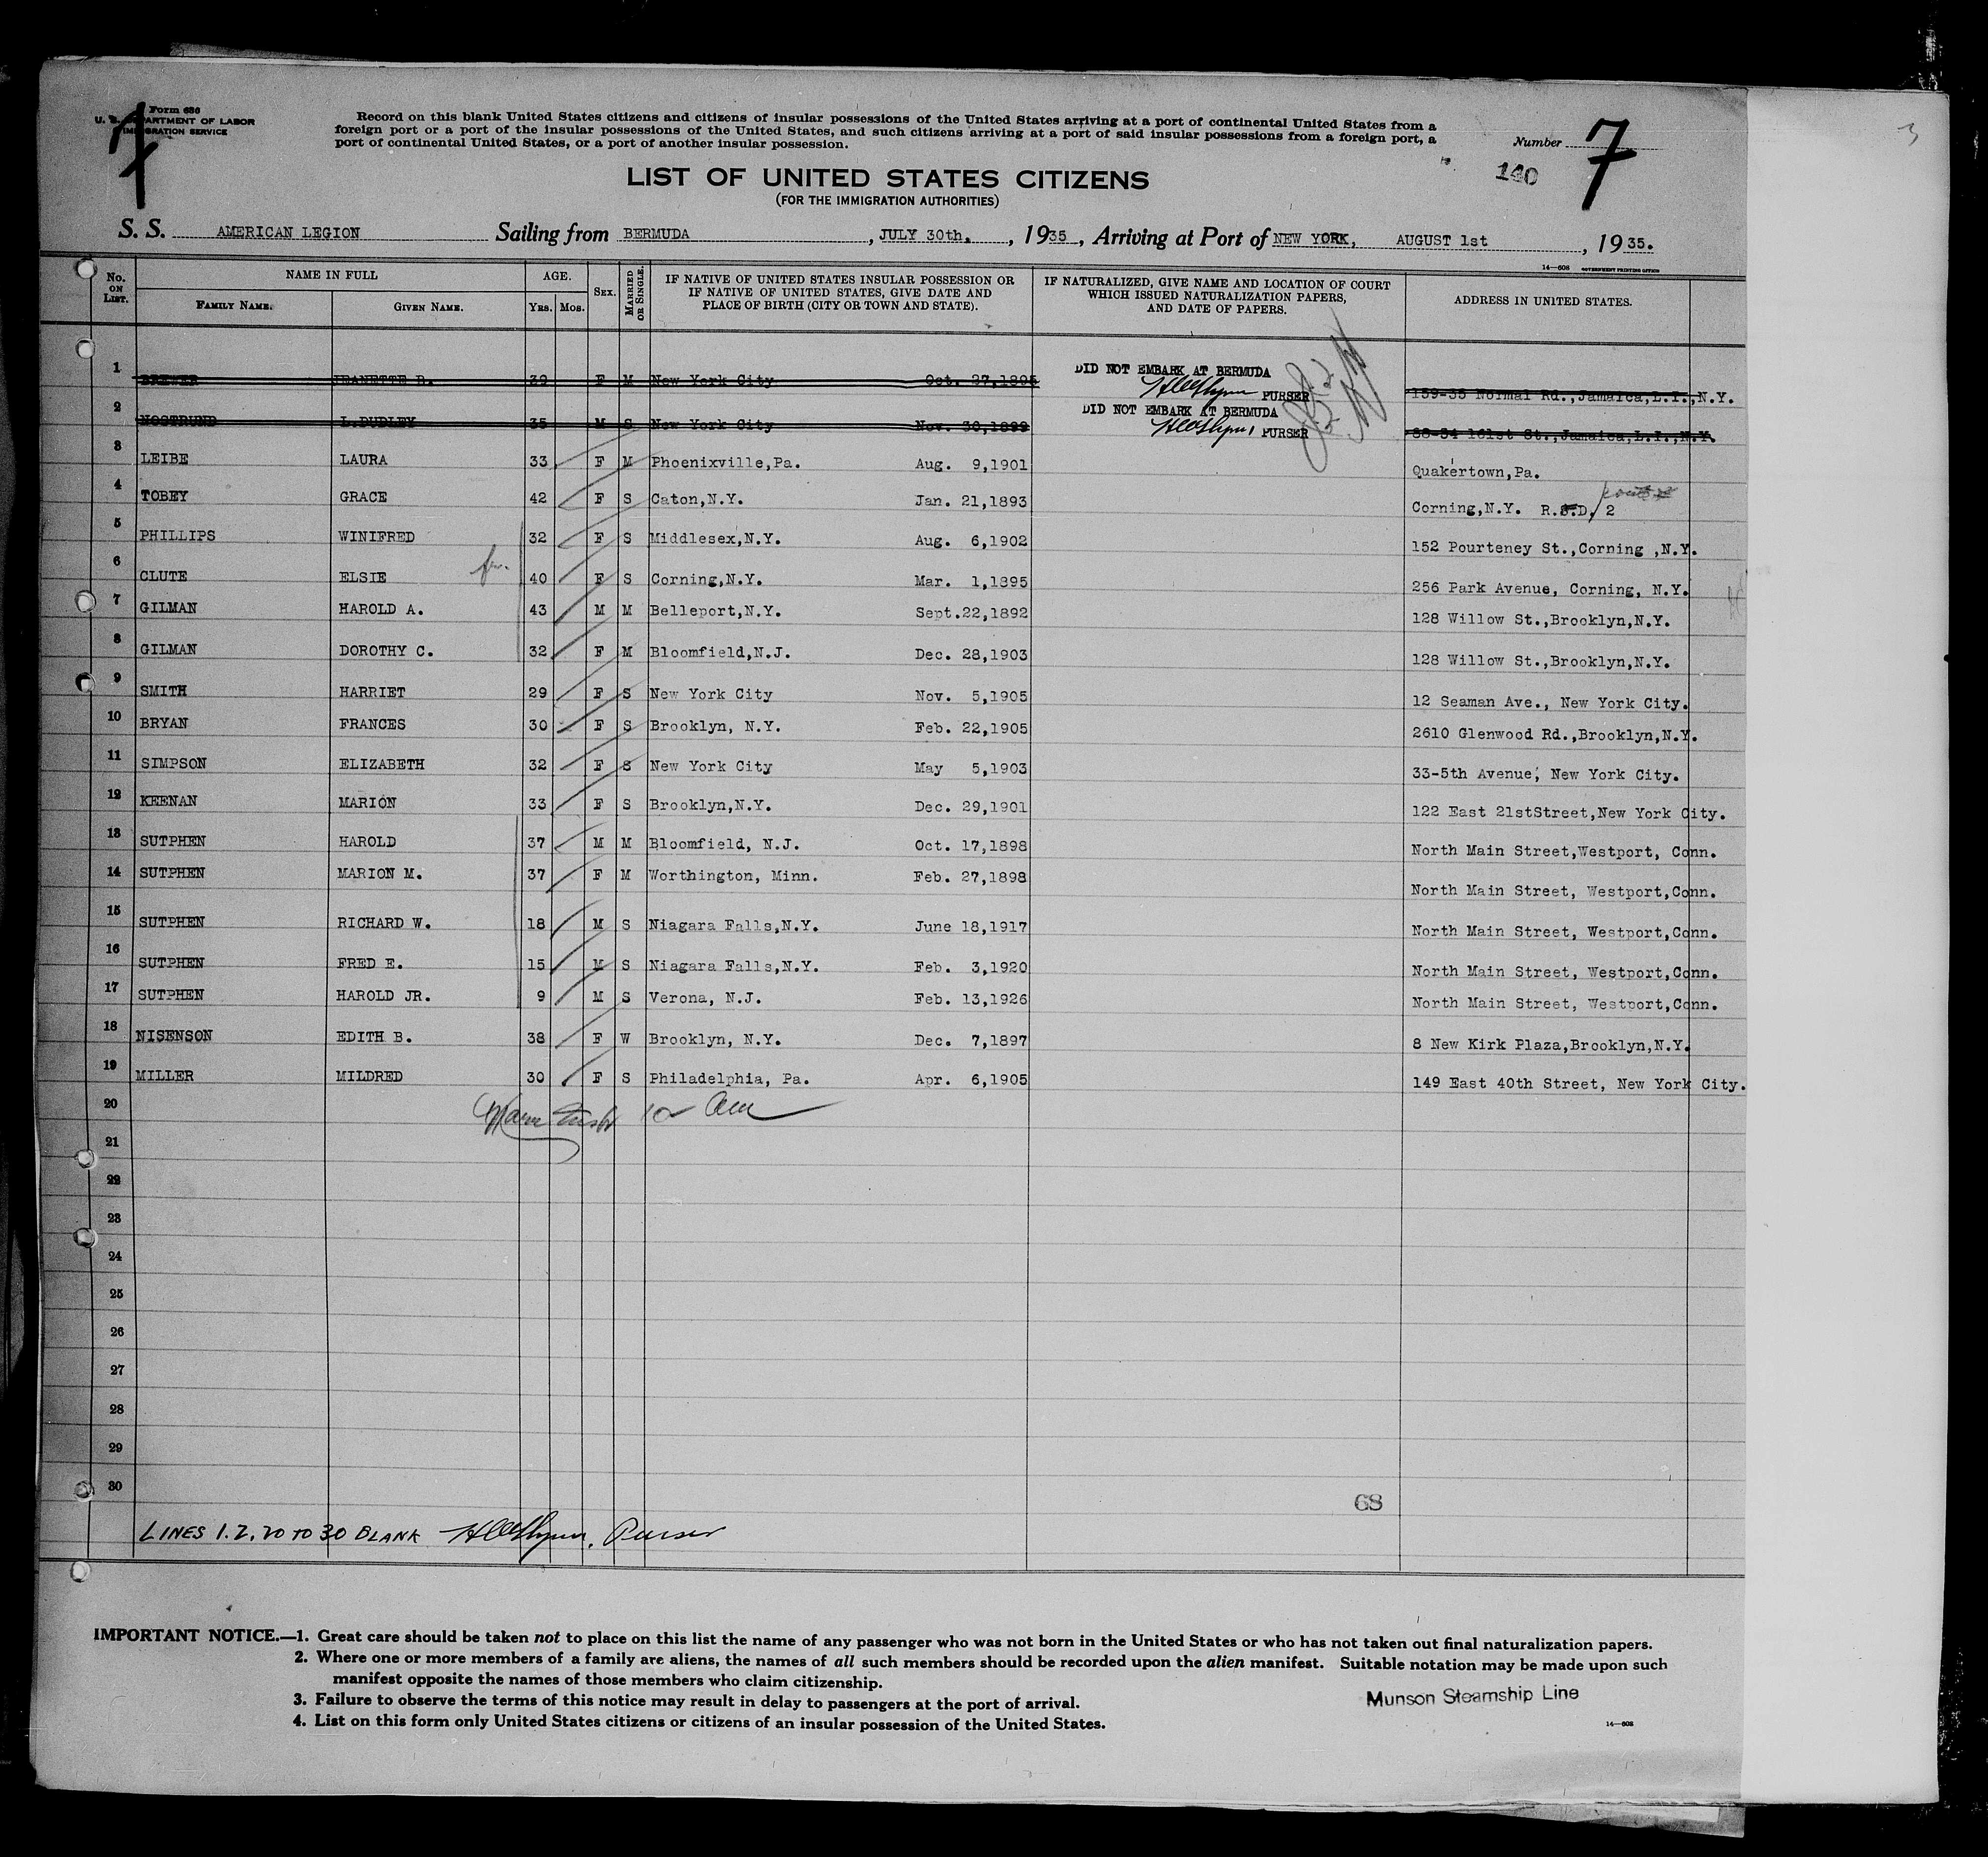 3
Form 686
U. S. DEPARTMENT OF LABOR
IMMIGRATION SERVICE
Record on this blank United States citizens and citizens of insular possessions of the United States arriving at a port of continental United States from a
foreign port or a port of the insular possessions of the United States, and such citizens arriving at a port of said insular possessions from a foreign port, a
port of continental United States, or a port of another insular possession.
Number 7
140
LIST OF UNITED STATES CITIZENS
(FOR THE IMMIGRATION AUTHORITIES)
S. S. AMERICAN LEGION Sailing from BERMUDA, JULY 30th, , 1935, Arriving at Port of NEW YORK, AUGUST 1st, 1935.
14—608 GOVERNMENT PRINTING OFFICE
No. ON LIST. NAME IN FULL AGE. SEX. MARRIED OR SINGLE. IF NATIVE OF UNITED STATES INSULAR POSSESSION OR IF NATIVE OF UNITED STATES, GIVE DATE AND PLACE OF BIRTH (CITY OR TOWN AND STATE). IF NATURALIZED, GIVE NAME AND LOCATION OF COURT WHICH ISSUED NATURALIZATION PAPERS, AND DATE OF PAPERS. ADDRESS IN UNITED STATES.
FAMILY NAME. GIVEN NAME. YRS. MOS.
1 BREWER JEANETTE B. 39 F M New York City Oct. 27,1895 DID NOT EMBARK AT BERMUDA PURSER 159-35 Normal Rd.,Jamaica,L.I.,N.Y.
2 NOSTRUND L.DUDLEY 35 M S New York City Nov. 30,1899 DID NOT EMBARK AT BERMUDA PURSER 88-34 161st St.,Jamaica,L.I.,N.Y.
3 LEIBE LAURA 33 F M Phoenixville,Pa. Aug. 9,1901 Quakertown,Pa.
4 TOBEY GRACE 42 F S Caton,N.Y. Jan. 21,1893 Corning,N.Y. R.F.D. 2
5 PHILLIPS WINIFRED 32 F S Middlesex,N.Y. Aug. 6,1902 152 Pourteney St.,Corning ,N.Y.
6 CLUTE ELSIE 40 F S Corning,N.Y. Mar. 1,1895 256 Park Avenue, Corning, N.Y.
7 GILMAN HAROLD A. 43 M M Belleport,N.Y. Sept.22,1892 128 Willow St.,Brooklyn,N.Y.
8 GILMAN DOROTHY C. 32 F M Bloomfield,N.J. Dec. 28,1903 128 Willow St.,Brooklyn,N.Y.
9 SMITH HARRIET 29 F S New York City Nov. 5,1905 12 Seaman Ave., New York City.
10 BRYAN FRANCES 30 F S Brooklyn, N.Y. Feb. 22,1905 2610 Glenwood Rd.,Brooklyn,N.Y.
11 SIMPSON ELIZABETH 32 F S New York City May 5,1903 33-5th Avenue, New York City.
12 KEENAN MARION 33 F S Brooklyn,N.Y. Dec. 29,1901 122 East 21stStreet,New York City.
13 SUTPHEN HAROLD 37 M M Bloomfield, N.J. Oct. 17,1898 North Main Street,Westport, Conn.
14 SUTPHEN MARION M. 37 F M Worthington, Minn. Feb. 27,1898 North Main Street, Westport,Conn.
15 SUTPHEN RICHARD W. 18 M S Niagara Falls,N.Y. June 18,1917 North Main Street, Westport,Conn.
16 SUTPHEN FRED E. 15 M S Niagara Falls,N.Y. Feb. 3,1920 North Main Street, Westport,Conn.
17 SUTPHEN HAROLD JR. 9 M S Verona, N.J. Feb. 13,1926 North Main Street, Westport,Conn.
18 NISENSON EDITH B. 38 F W Brooklyn, N.Y. Dec. 7,1897 8 New Kirk Plaza,Brooklyn,N.Y.
19 MILLER MILDRED 30 F S Philadelphia, Pa. Apr. 6,1905 149 East 40th Street, New York City.
20
21
22
23
24
25
26
27
28
29
30
68
LINES 1. 2. 20 TO 30 BLANK Purser
IMPORTANT NOTICE.—1. Great care should be taken not to place on this list the name of any passenger who was not born in the United States or who has not taken out final naturalization papers.
2. Where one or more members of a family are aliens, the names of all such members should be recorded upon the alien manifest. Suitable notation may be made upon such
manifest opposite the names of those members who claim citizenship.
3. Failure to observe the terms of this notice may result in delay to passengers at the port of arrival.
4. List on this form only United States citizens or citizens of an insular possession of the United States.
Munson Steamship Line
14—608